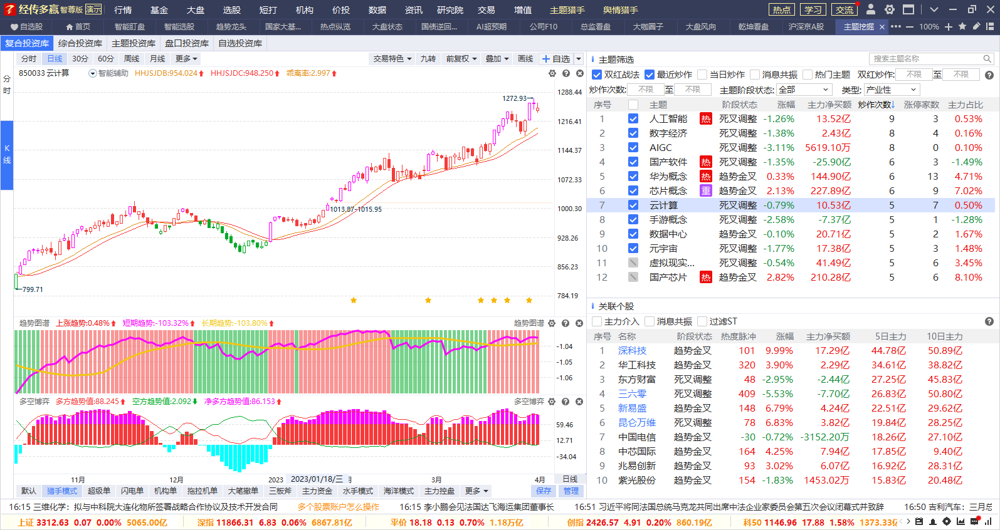 经传多赢 智尊版 演示 行情 基金 大盘 选股 短打 机构 价投 数据 资讯 研究院 交易 增值 主题猎手 舆情猎手 热点 学习 交流
自选股 首页 智能盯盘 智能选股 趋势龙头 国家大基... 热点纵览 大盘状态 国债逆回... AI超预期 公司F10 总监看盘 大咖圈子 大盘风向 乾坤看盘 沪深京A股 主题挖掘 × ••• 100%
复合投资库 综合投资库 主题投资库 盘口投资库 自选投资库
分时 日线 30分 60分 周线 月线 更多 交易特色 九转 前复权 叠加 画线 自选
850033 云计算 智能辅助 HHJSJDB:954.024 HHJSJDC:948.250 乖离率:2.997
分时
K线
1272.93
1013.87-1015.95
799.71
1288.44
1216.41
1144.37
1072.33
1000.30
928.26
856.23
784.19
趋势图谱 上涨趋势:0.48% 短期趋势:-103.32% 长期趋势:-103.80% 趋势图谱
-1.04
-1.05
-1.06
多空博弈 多方趋势值:88.245 空方趋势值:2.092 净多方趋势值:86.153 多空博弈
59.46
12.71
-34.04
11月 12月 2023 2023/01/18/三 月 3月 4月 日线
默认 猎手模式 超级单 闪电单 机构单 拖拉机单 大笔撤单 三板斧 主力资金 水手模式 海洋模式 主力控盘 更多 保存 管理
主题筛选 搜索主题名称
双红战法 最近炒作 当日炒作 消息共振 热门主题 双红炒作: 不限 至 不限
炒作次数: 不限 至 不限 主题阶段状态: 全部 类型: 产业性
序号 主题 阶段状态 涨幅 主力净买额 炒作次数↓ 涨停家数 主力占比
1 人工智能 热 死叉调整 -1.26% 13.52亿 9 3 0.53%
2 数字经济 死叉调整 -1.38% 2.43亿 8 4 0.16%
3 AIGC 死叉调整 -3.11% 5619.10万 8 0 0.10%
4 国产软件 热 死叉调整 -1.35% -25.90亿 6 3 -1.49%
5 华为概念 热 趋势金叉 0.33% 144.90亿 6 13 4.71%
6 芯片概念 重 趋势金叉 2.13% 227.89亿 6 9 7.02%
7 云计算 死叉调整 -0.79% 10.53亿 5 7 0.50%
8 手游概念 死叉调整 -2.58% -7.37亿 5 1 -1.28%
9 数据中心 趋势金叉 -0.10% 20.71亿 5 2 1.67%
10 元宇宙 死叉调整 -1.77% 17.38亿 5 3 1.48%
11 虚拟现实... 死叉调整 -0.54% 41.49亿 5 6 3.45%
12 国产芯片 热 趋势金叉 2.82% 210.28亿 5 6 8.10%
关联个股
主力介入 消息共振 过滤ST
序号 名称 阶段状态 热度脉冲 涨幅 主力净买额 5日主力 10日主力
1 深科技 趋势金叉 101 9.99% 17.29亿 44.78亿 50.89亿
2 华工科技 趋势金叉 320 3.90% 2.29亿 34.61亿 38.82亿
3 东方财富 死叉调整 48 -2.95% -2.44亿 27.25亿 45.83亿
4 三六零 死叉调整 409 -5.53% -7.70亿 26.83亿 50.80亿
5 新易盛 趋势金叉 148 6.79% 4.24亿 22.51亿 29.62亿
6 昆仑万维 死叉调整 78 6.83% 3.82亿 19.84亿 28.25亿
7 中国电信 趋势金叉 -30 -0.72% -3152.20万 18.26亿 27.10亿
8 中芯国际 趋势金叉 164 4.25% 7.94亿 17.85亿 9.40亿
9 兆易创新 趋势金叉 93 3.02% 6.07亿 16.92亿 28.31亿
10 紫光股份 趋势金叉 154 -1.83% 1453.02万 15.83亿 20.48亿
16:15 三维化学：拟与中科院大连化物所签署战略合作协议及技术开发合同 多个股票账户怎么操作 16:15 李小鹏会见法国达飞海运集团董事长 16:51 习近平将同法国总统马克龙共同出席中法企业家委员会第五次会议闭幕式并致辞 16:50 吉利汽车：三月总
上证 3312.63 0.07 0.00% 5065.00亿 深指 11866.31 6.83 0.06% 6867.81亿 平价 18.18 0.13 0.70% 1.18万亿 创指 2426.57 4.91 0.20% 860.19亿 科50 1146.96 17.88 1.58% 1373.33亿